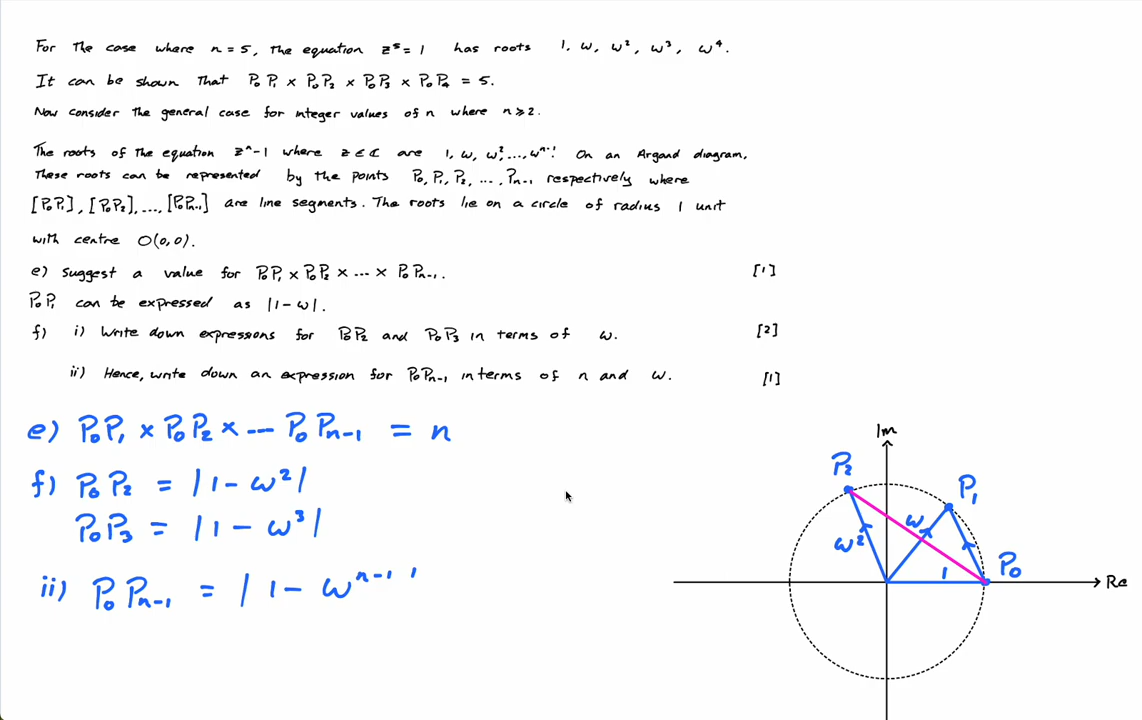 For the case where n = 5, the equation z⁵ = 1 has roots 1, ω, ω², ω³, ω⁴.
It can be shown that P₀P₁ × P₀P₂ × P₀P₃ × P₀P₄ = 5.
Now consider the general case for integer values of n where n ≥ 2.
The roots of the equation zⁿ-1 where z ∈ ℂ are 1, ω, ω², ..., ωⁿ⁻¹. On an Argand diagram,
these roots can be represented by the points P₀, P₁, P₂, ..., Pₙ₋₁ respectively where
[P₀P₁], [P₀P₂], ..., [P₀Pₙ₋₁] are line segments. The roots lie on a circle of radius 1 unit
with centre O(0,0).
e) Suggest a value for P₀P₁ × P₀P₂ × ... × P₀Pₙ₋₁. [1]
P₀P₁ can be expressed as |1-ω|.
f) i) Write down expressions for P₀P₂ and P₀P₃ in terms of ω. [2]
ii) Hence, write down an expression for P₀Pₙ₋₁ in terms of n and ω. [1]
e) P₀P₁ × P₀P₂ × --- P₀Pₙ₋₁ = n
f) P₀P₂ = |1-ω²|
P₀P₃ = |1-ω³|
ii) P₀Pₙ₋₁ = |1-ωⁿ⁻¹ '
Im
P₂
P₁
ω
ω²
P₀
1
Re